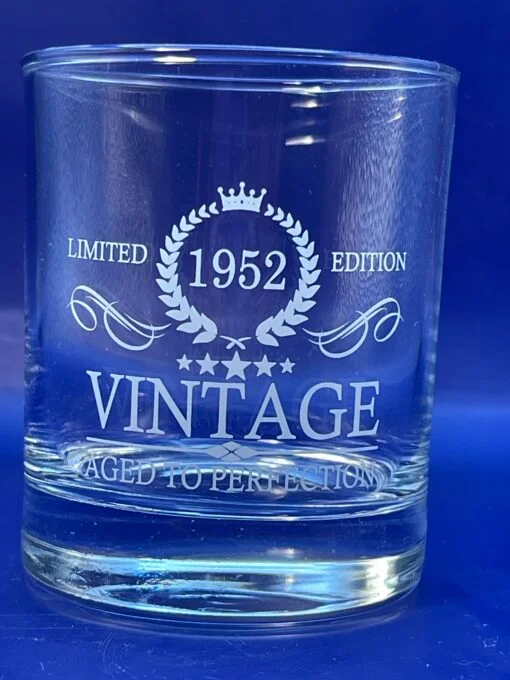 LIMITED 1952 EDITION
VINTAGE
AGED TO PERFECTION